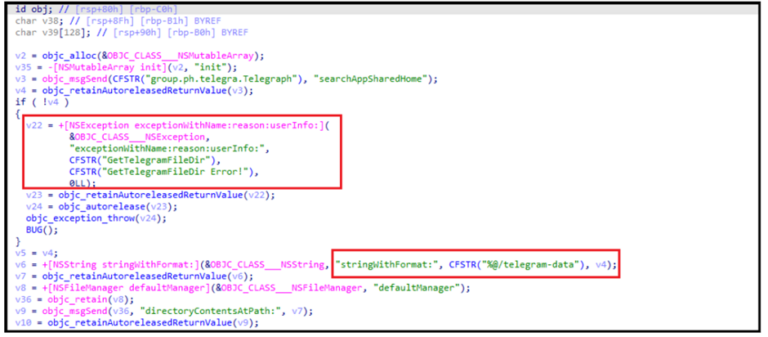 id obj; // [rsp+80h] [rbp-C0h]
char v38; // [rsp+8Fh] [rbp-B1h] BYREF
char v39[128]; // [rsp+90h] [rbp-B0h] BYREF
v2 = objc_alloc(&OBJC_CLASS___NSMutableArray);
v35 = -[NSMutableArray init](v2, "init");
v3 = objc_msgSend(CFSTR("group.ph.telegra.Telegraph"), "searchAppSharedHome");
v4 = objc_retainAutoreleasedReturnValue(v3);
if ( !v4 )
{
v22 = +[NSException exceptionWithName:reason:userInfo:](
&OBJC_CLASS___NSException,
"exceptionWithName:reason:userInfo:",
CFSTR("GetTelegramFileDir"),
CFSTR("GetTelegramFileDir Error!"),
0LL);
v23 = objc_retainAutoreleasedReturnValue(v22);
v24 = objc_autorelease(v23);
objc_exception_throw(v24);
BUG();
}
v5 = v4;
v6 = +[NSString stringWithFormat:](&OBJC_CLASS___NSString, "stringWithFormat:", CFSTR("%@/telegram-data"), v4);
v7 = objc_retainAutoreleasedReturnValue(v6);
v8 = +[NSFileManager defaultManager](&OBJC_CLASS___NSFileManager, "defaultManager");
v36 = objc_retain(v8);
v9 = objc_msgSend(v36, "directoryContentsAtPath:", v7);
v10 = objc_retainAutoreleasedReturnValue(v9);